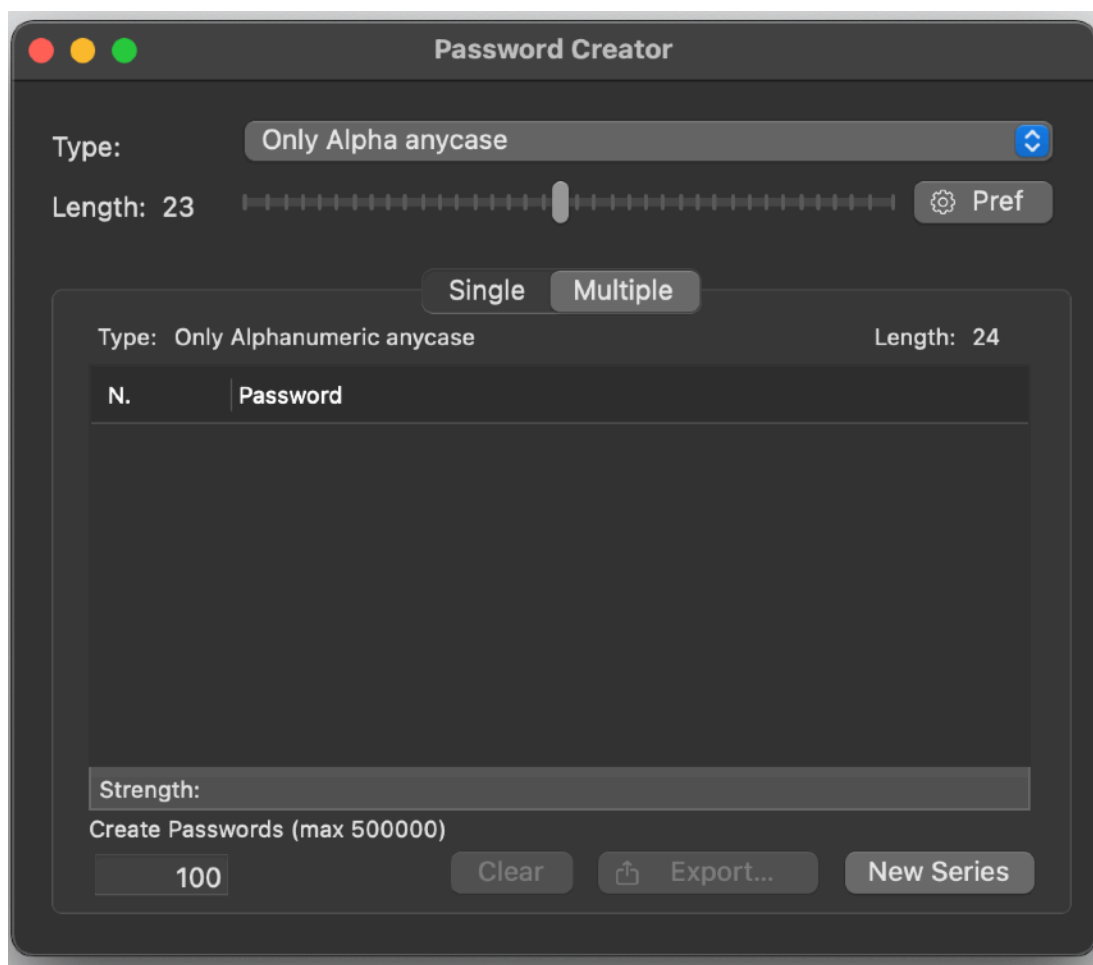 Password Creator
Type: Only Alpha anycase
Length: 23 Pref
Single Multiple
Type: Only Alphanumeric anycase Length: 24
N. Password
Strength:
Create Passwords (max 500000)
100 Clear Export... New Series